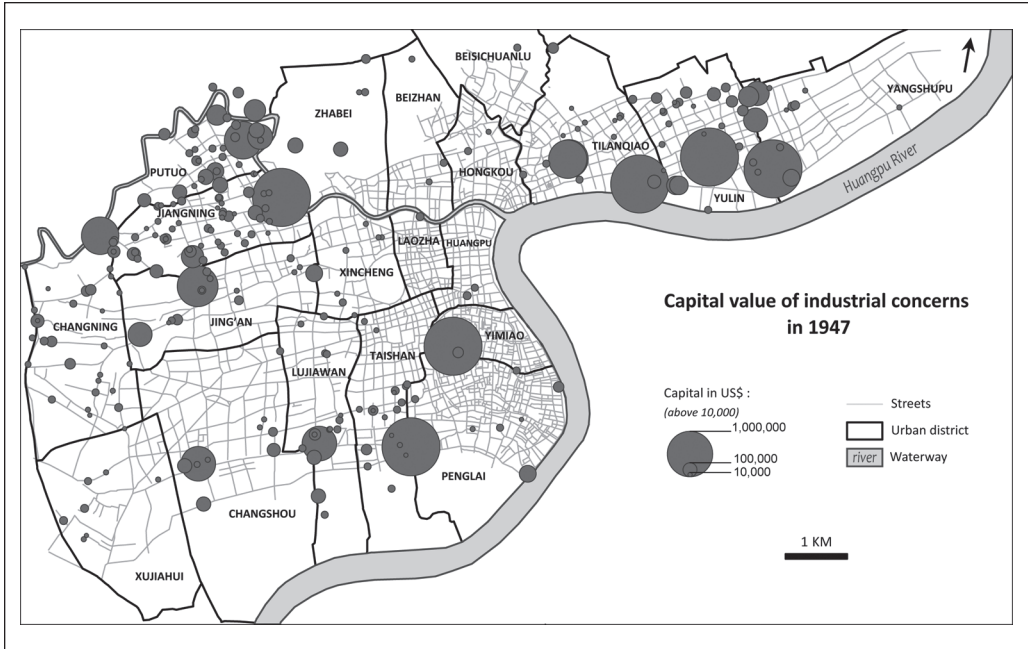 BEISICHUANLU
ZHABEI
BEIZHAN
YANGSHUPU
TILANQIAO
PUTUO
HONGKOU
Huangpu River
YULIN
JIANGNING
LAOZHA
HUANGPU
XINCHENG
CHANGNING
JING'AN
YIMIAO
TAISHAN
LUJIAWAN
PENGLAI
CHANGSHOU
XUJIAHUI
Capital value of industrial concerns
in 1947
Capital in US$ :
(above 10,000)
1,000,000
100,000
10,000
Streets
Urban district
river Waterway
1 KM